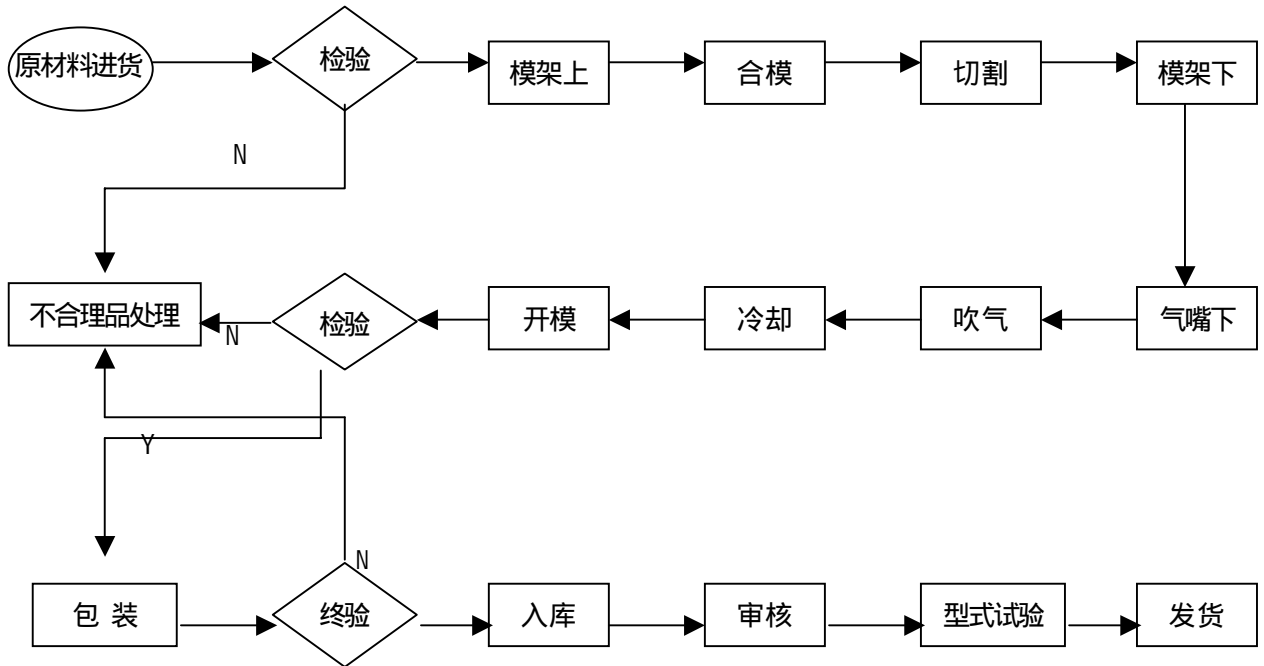 原材料进货
检验
模架上
合模
切割
模架下
N
不合理品处理
N
检验
开模
冷却
吹气
气嘴下
Y
N
包 装
终验
入库
审核
型式试验
发货